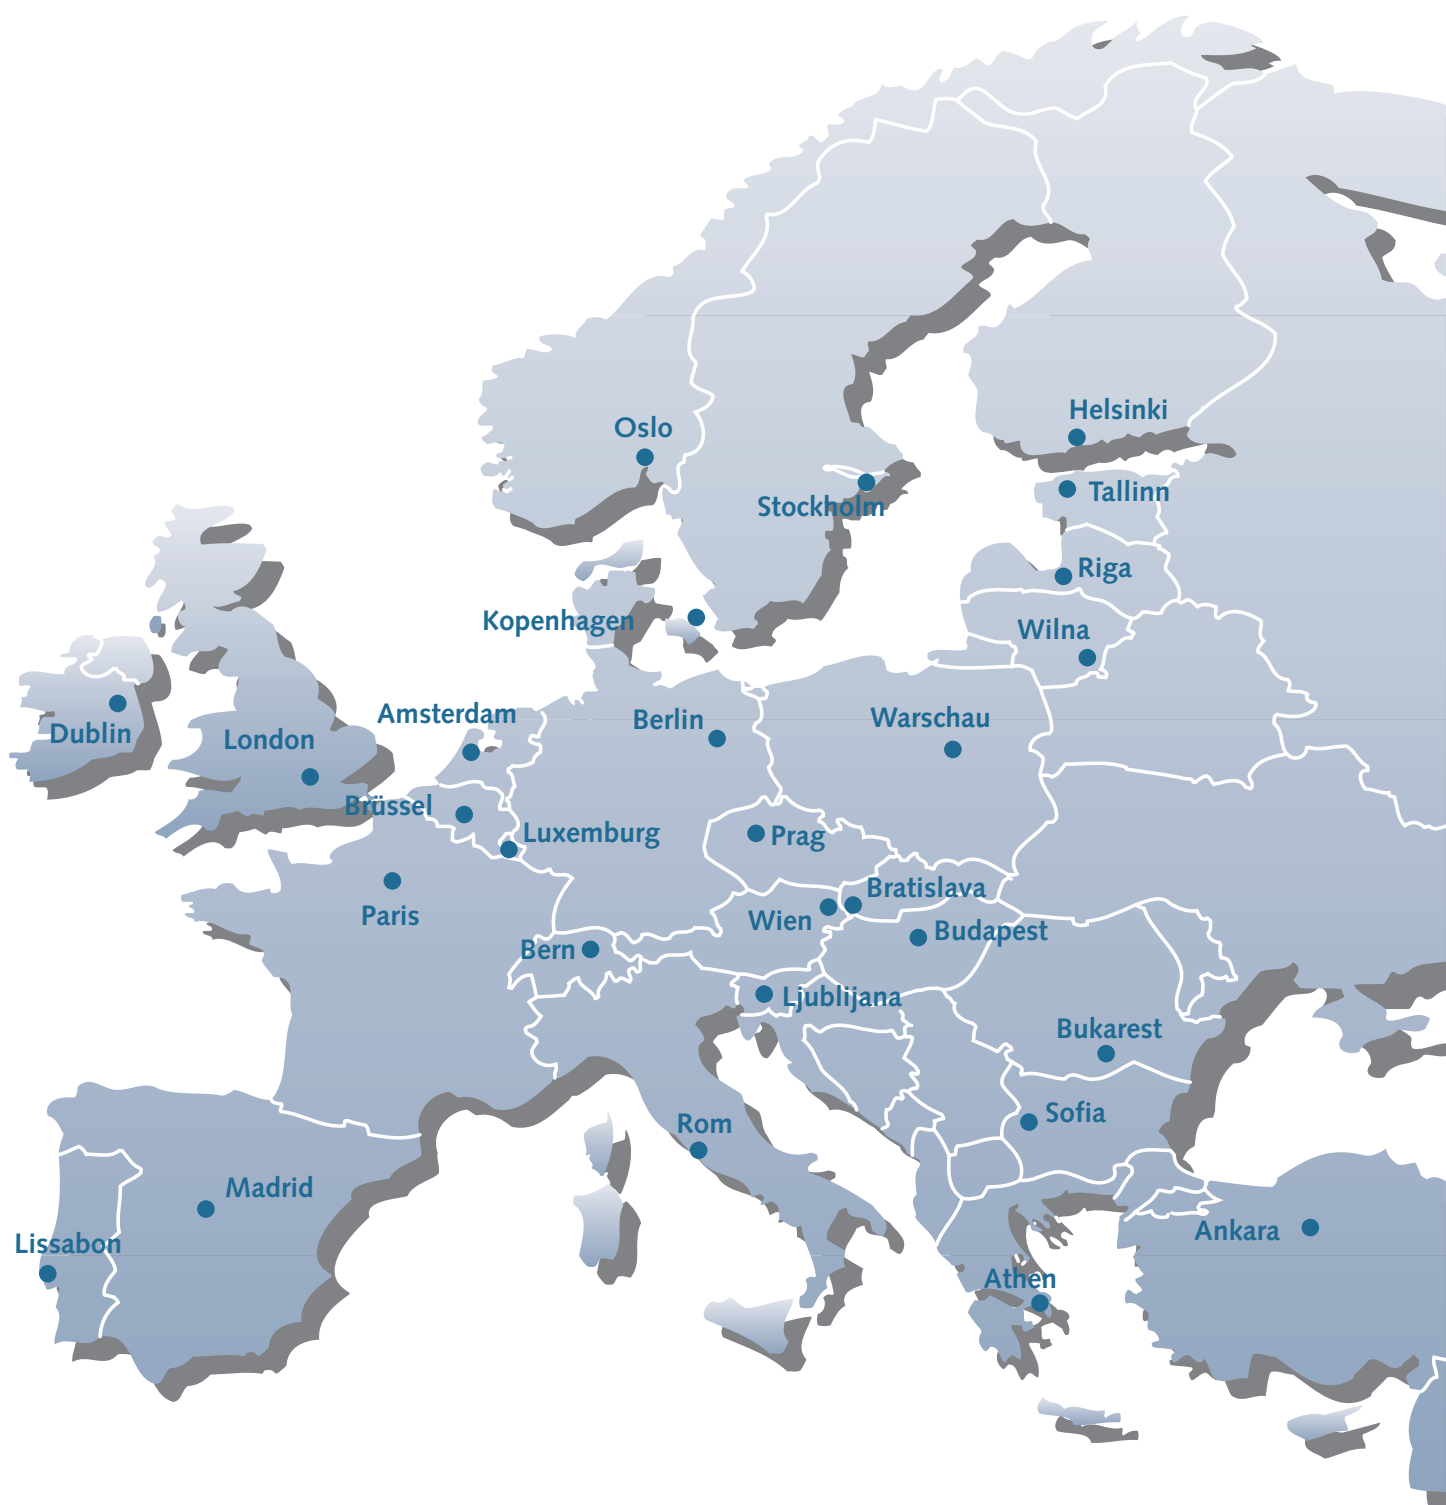 Helsinki
Oslo
Tallinn
Stockholm
Riga
Kopenhagen
Wilna
Amsterdam
Berlin
Warschau
Dublin
London
Brüssel
Luxemburg
Prag
Bratislava
Paris
Wien
Budapest
Bern
Ljublijana
Bukarest
Sofia
Rom
Madrid
Ankara
Lissabon
Athen